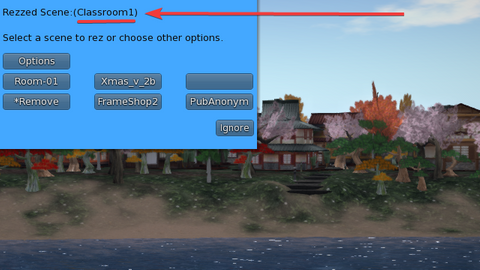 Rezzed Scene:(Classroom1)
Select a scene to rez or choose other options.
Options
Room-01 Xmas_v_2b
*Remove FrameShop2 PubAnonym
Ignore